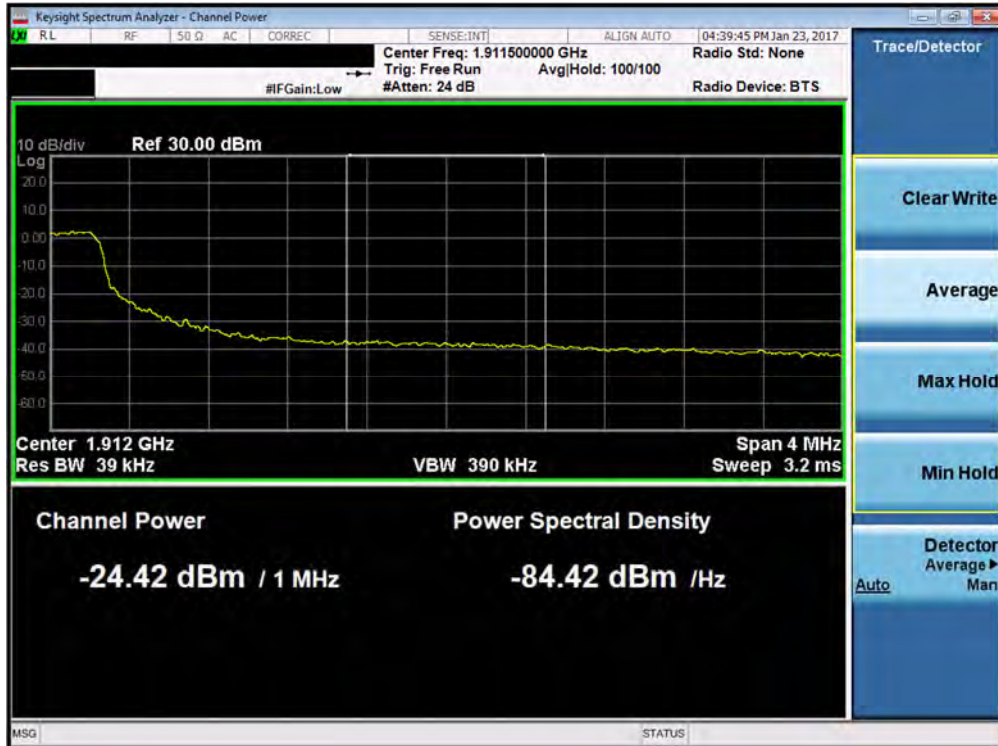 Keysight Spectrum Analyzer - Channel Power
LXI RL RF 50 Ω AC CORREC SENSE:INT ALIGN AUTO 04:39:45 PM Jan 23, 2017
Center Freq: 1.911500000 GHz Radio Std: None
Trig: Free Run Avg|Hold: 100/100
#IFGain:Low #Atten: 24 dB Radio Device: BTS
Trace/Detector
10 dB/div Ref 30.00 dBm
Log
20.0
10.0
0.00
-10.0
-20.0
-30.0
-40.0
-50.0
-60.0
Center 1.912 GHz Span 4 MHz
Res BW 39 kHz VBW 390 kHz Sweep 3.2 ms
Channel Power Power Spectral Density
-24.42 dBm / 1 MHz -84.42 dBm /Hz
Clear Write
Average
Max Hold
Min Hold
Detector
Average
Auto Man
MSG STATUS